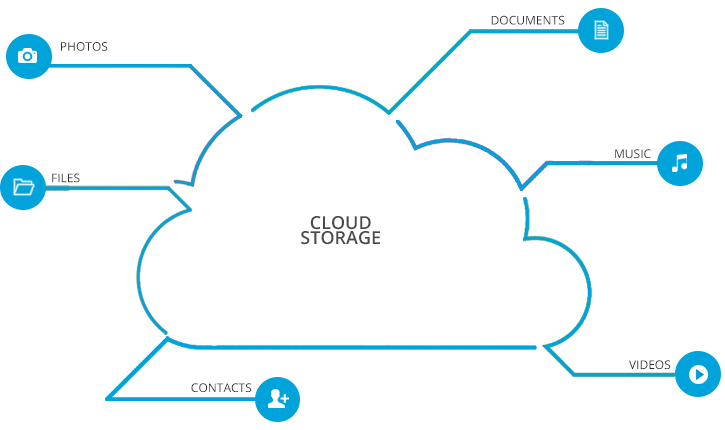 DOCUMENTS
PHOTOS
MUSIC
FILES
CLOUD
STORAGE
VIDEOS
CONTACTS